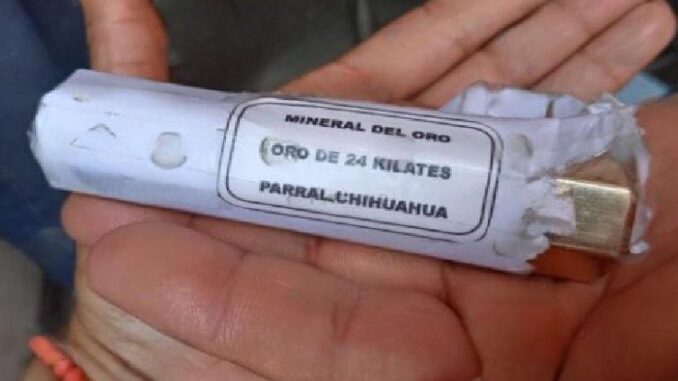 MINERAL DEL ORO
ORO DE 24 KILATES
PARRAL.CHIHUAHUA